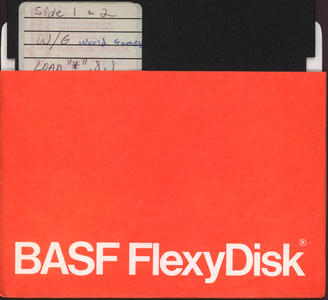 Side 1 & 2
W/G World Games
LOAD "*",8,1
BASF FlexyDisk®